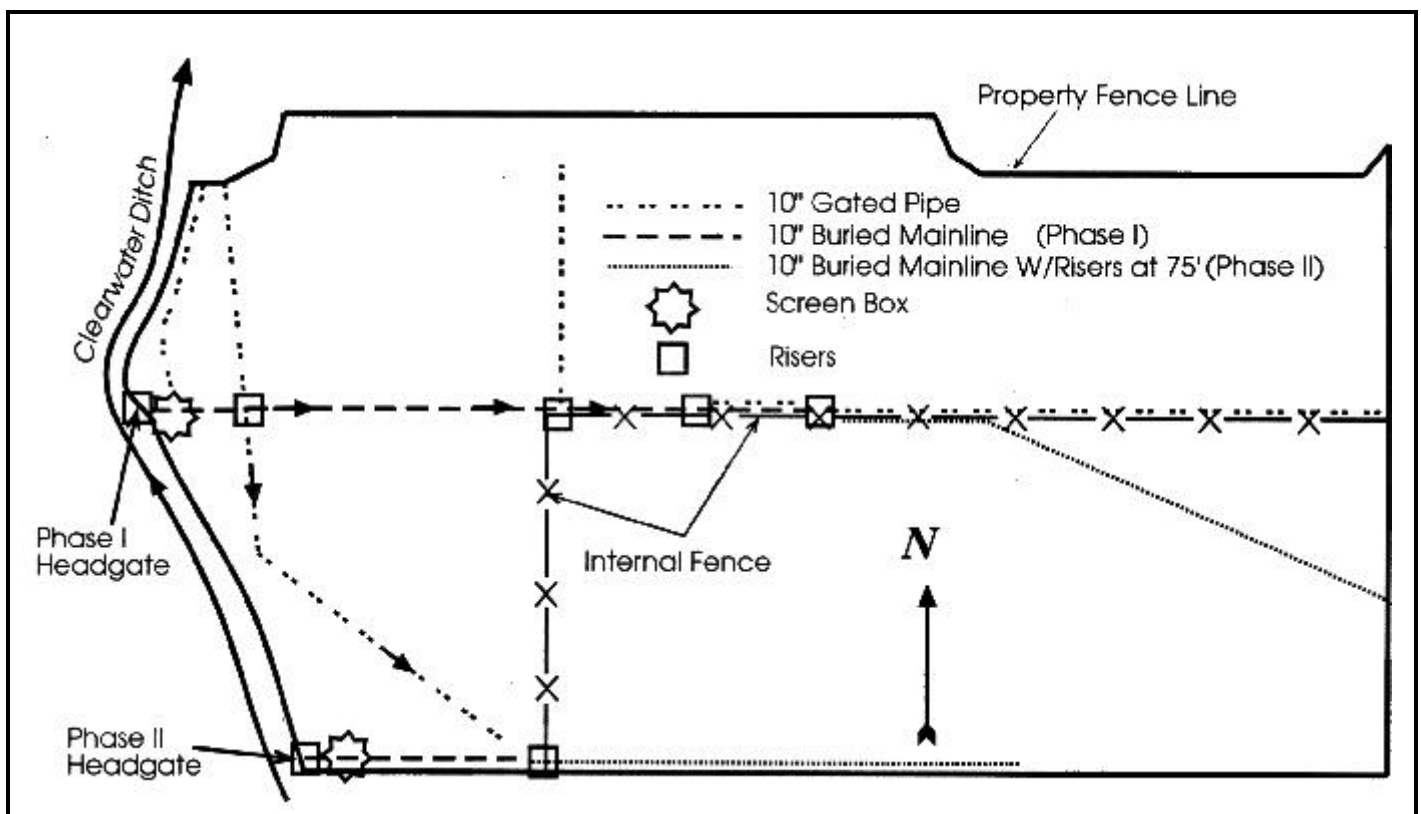 Property Fence Line
Clearwater Ditch
10" Gated Pipe
10" Buried Mainline (Phase I)
10" Buried Mainline W/Risers at 75' (Phase II)
Screen Box
Risers
Phase I
Headgate
Internal Fence
N
Phase II
Headgate